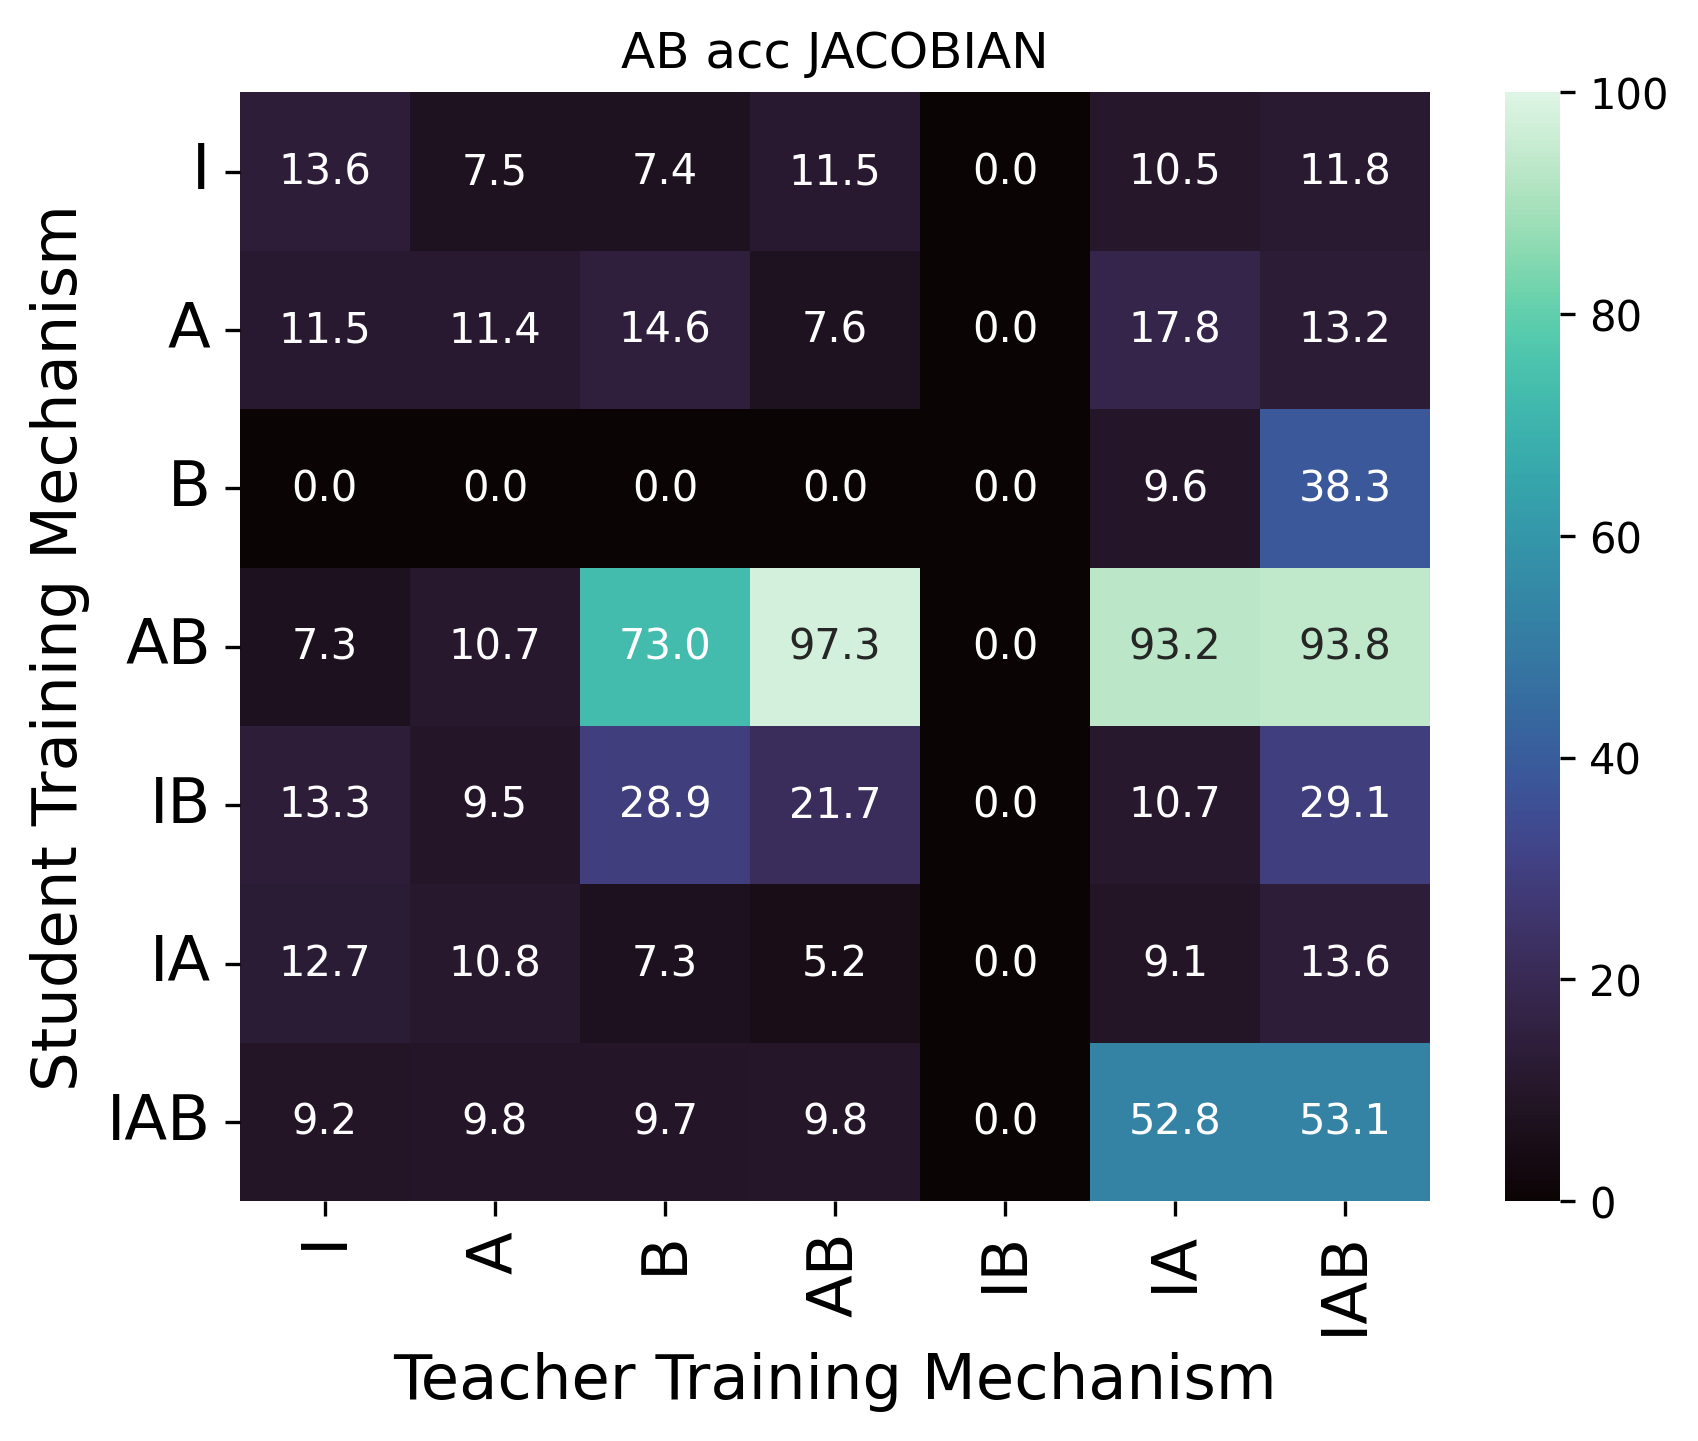 AB acc JACOBIAN
Student Training Mechanism
I 13.6 7.5 7.4 11.5 0.0 10.5 11.8
A 11.5 11.4 14.6 7.6 0.0 17.8 13.2
B 0.0 0.0 0.0 0.0 0.0 9.6 38.3
AB 7.3 10.7 73.0 97.3 0.0 93.2 93.8
IB 13.3 9.5 28.9 21.7 0.0 10.7 29.1
IA 12.7 10.8 7.3 5.2 0.0 9.1 13.6
IAB 9.2 9.8 9.7 9.8 0.0 52.8 53.1
I A B AB IB IA IAB
Teacher Training Mechanism
100
80
60
40
20
0